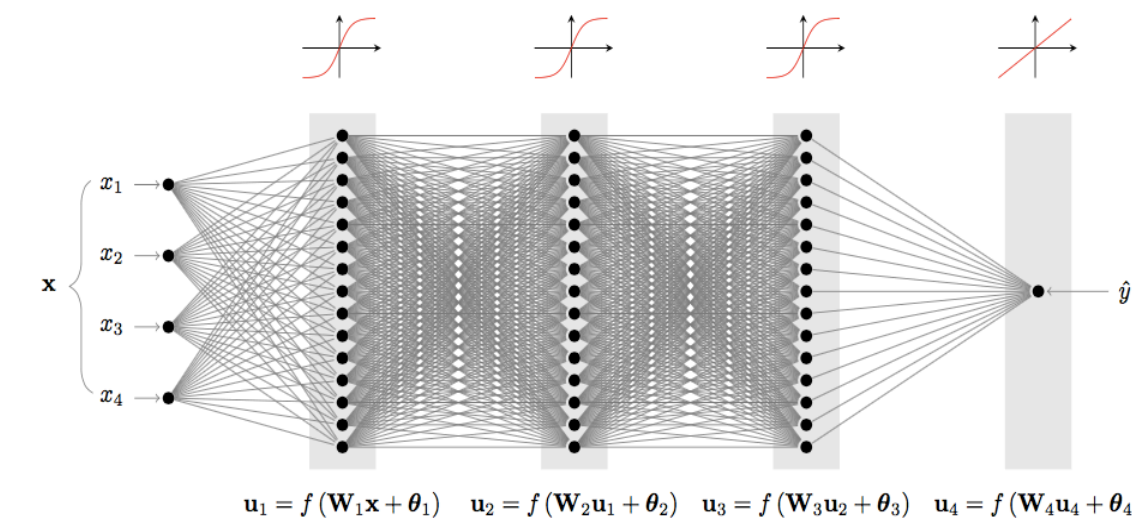 x₁
x₂
x
x₃
x₄
ŷ
u₁ = f (W₁x + θ₁)
u₂ = f (W₂u₁ + θ₂)
u₃ = f (W₃u₂ + θ₃)
u₄ = f (W₄u₄ + θ₄